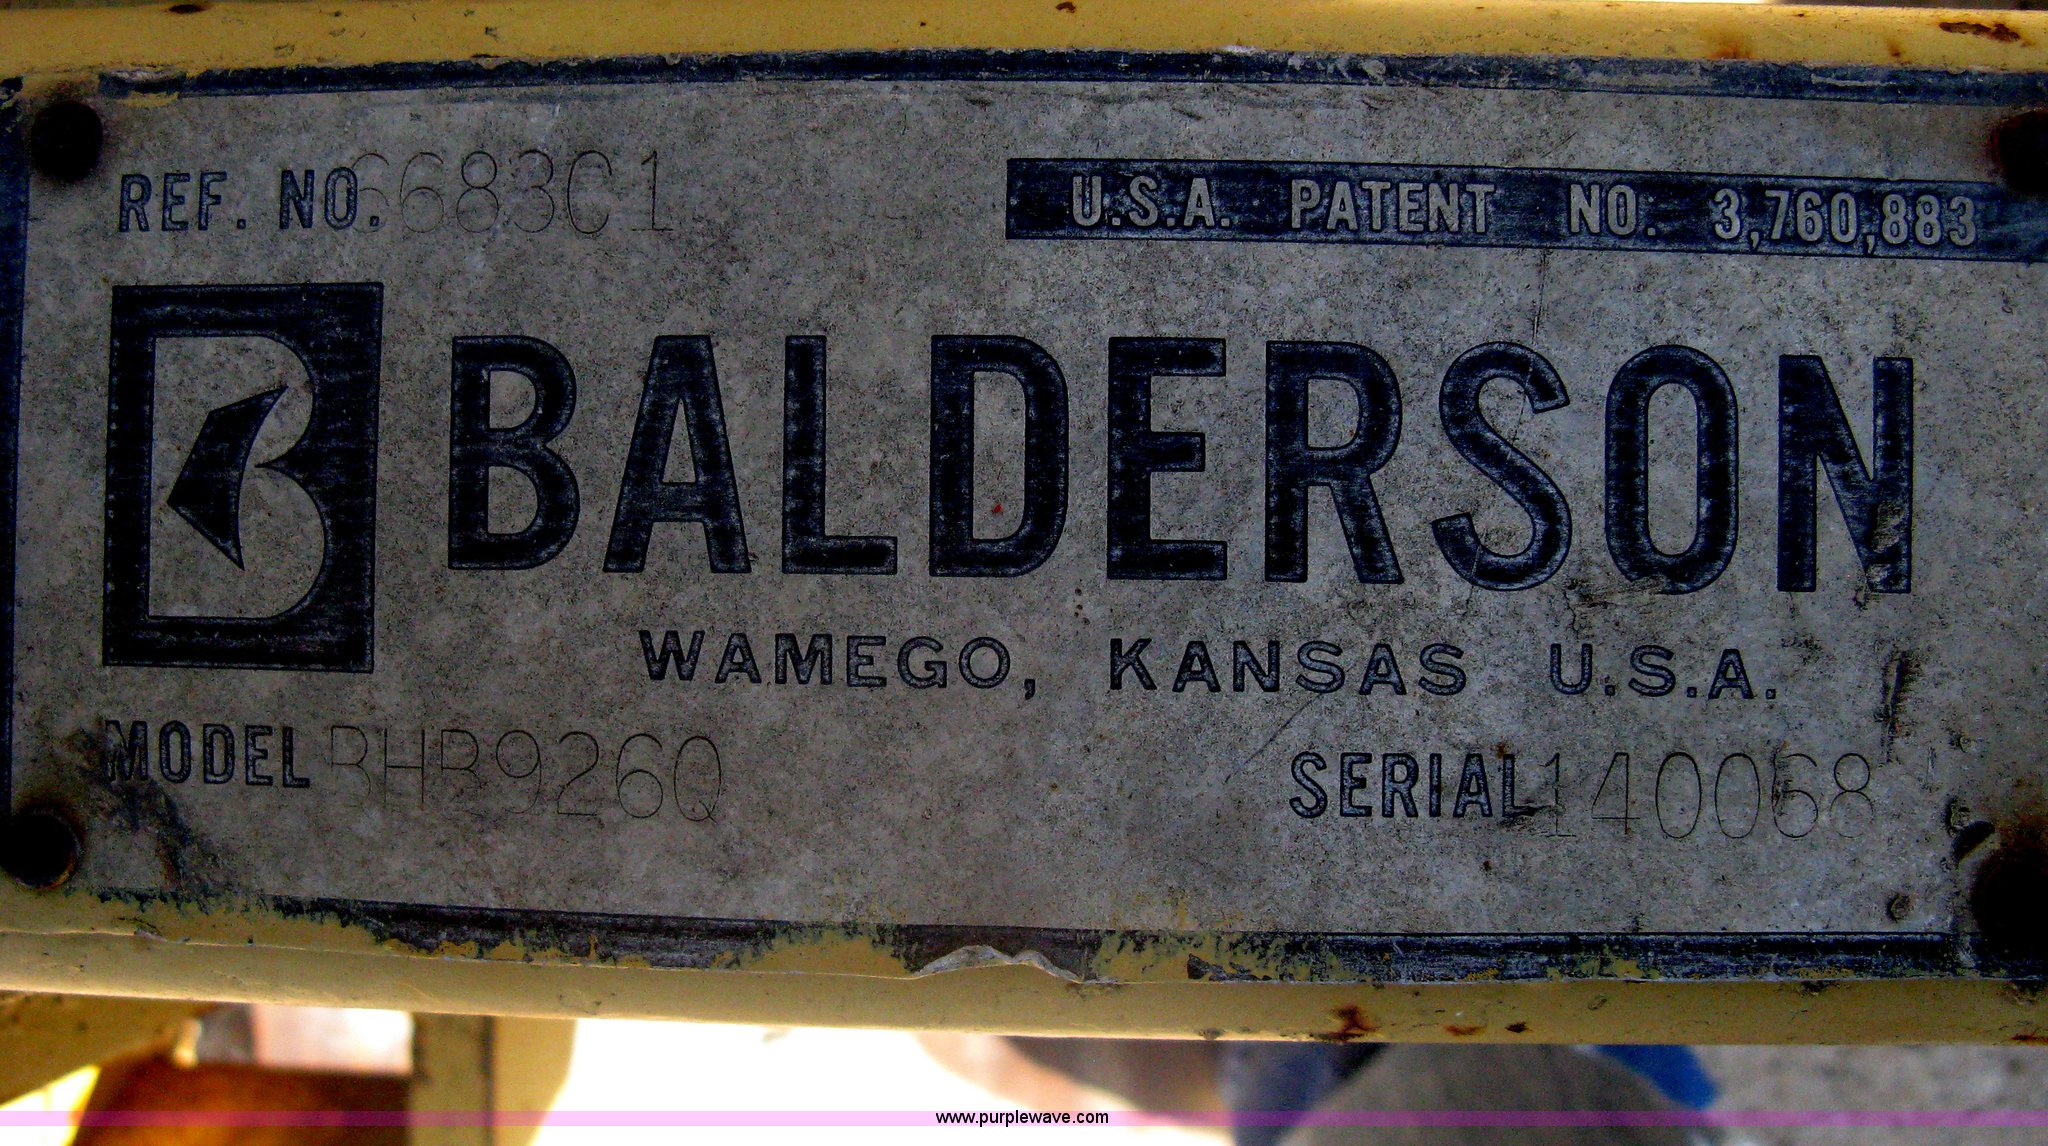 REF. NO. 6683C1
U.S.A. PATENT NO. 3,760,883
BALDERSON
WAMEGO, KANSAS U.S.A.
MODEL BHB926Q
SERIAL 140068
www.purplewave.com